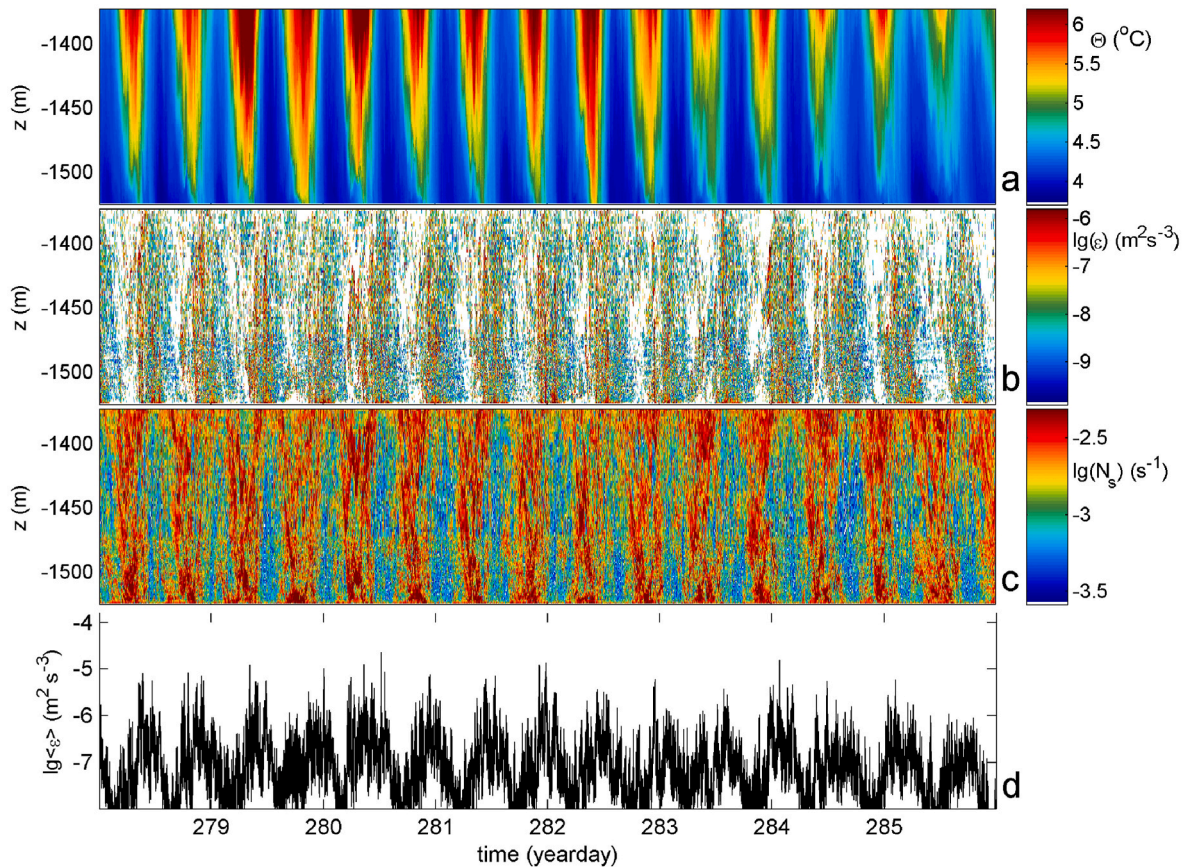 -1400
-1450
-1500
z (m)
a
6
5.5
5
4.5
4
Θ (°C)
-1400
-1450
-1500
z (m)
b
-6
-7
-8
-9
lg(ε) (m²s⁻³)
-1400
-1450
-1500
z (m)
c
-2.5
-3
-3.5
lg(N_s) (s⁻¹)
-4
-5
-6
-7
lg<ε> (m² s⁻³)
d
279 280 281 282 283 284 285
time (yearday)